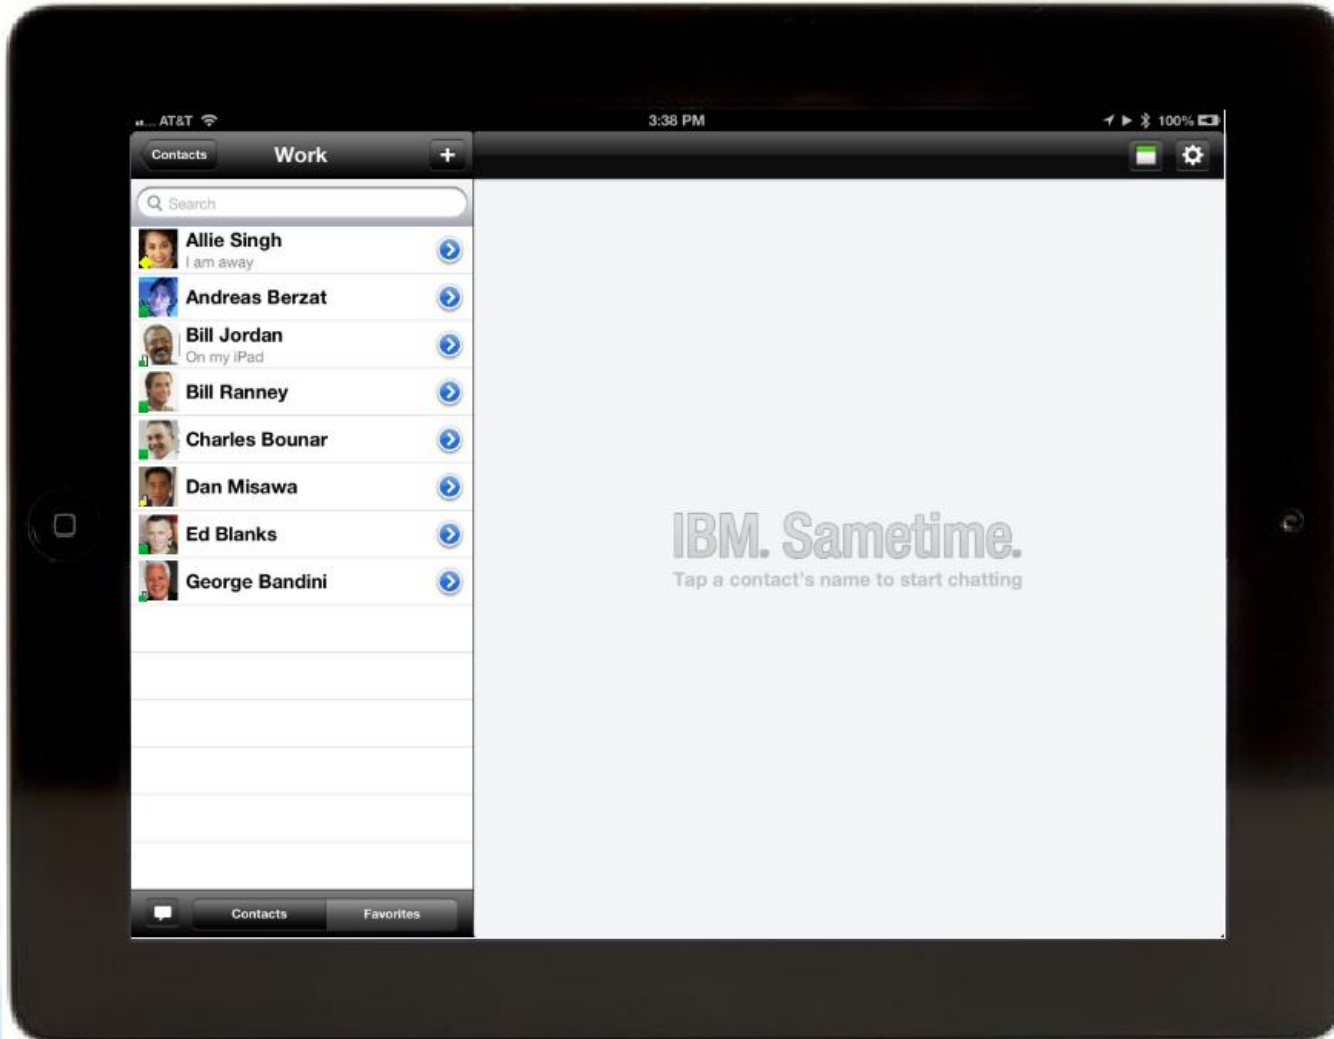 AT&T
3:38 PM
100%
Contacts
Work
+
Search
Allie Singh
I am away
Andreas Berzat
Bill Jordan
On my iPad
Bill Ranney
Charles Bounar
Dan Misawa
Ed Blanks
George Bandini
IBM. Sametime.
Tap a contact's name to start chatting
Contacts
Favorites